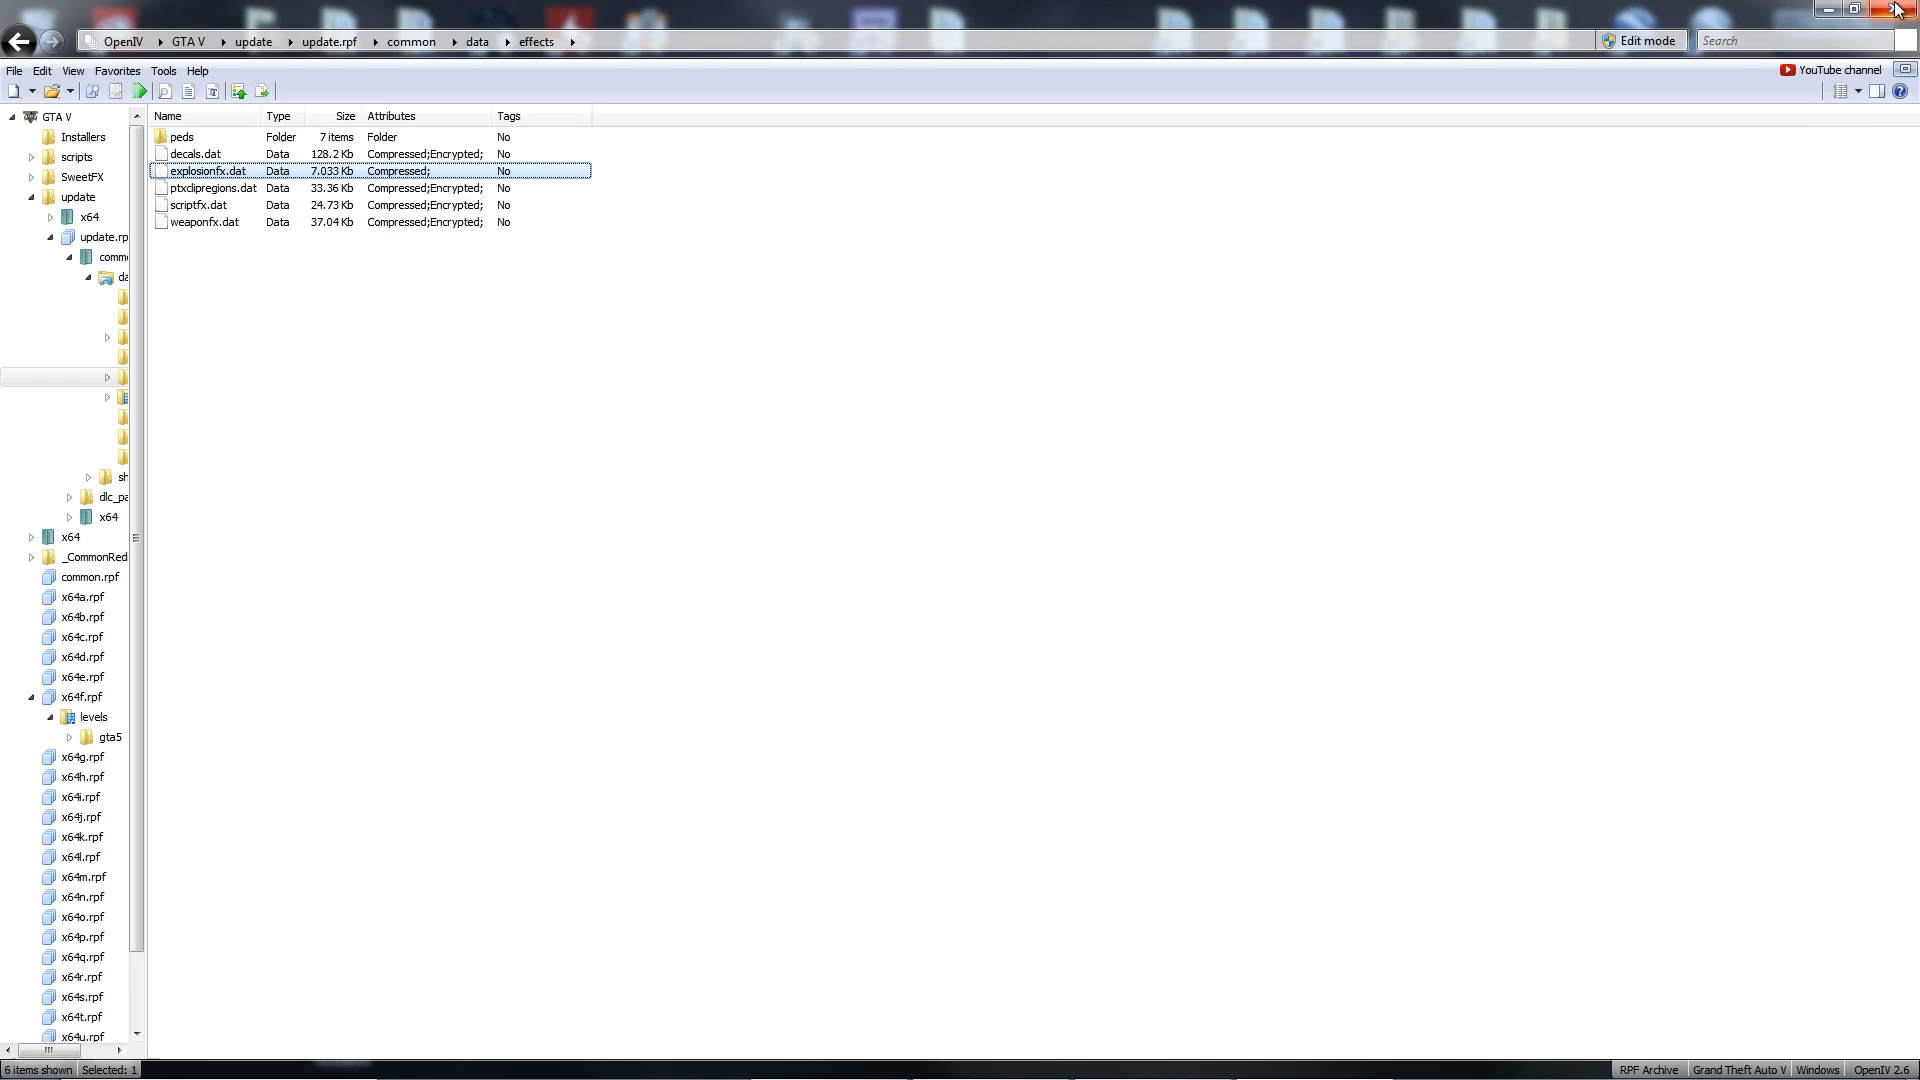 OpenIV GTA V update update.rpf common data effects Edit mode Search
File Edit View Favorites Tools Help YouTube channel
Name Type Size Attributes Tags
peds Folder 7 items Folder No
decals.dat Data 128.2 Kb Compressed;Encrypted; No
explosionfx.dat Data 7.033 Kb Compressed; No
ptxclipregions.dat Data 33.36 Kb Compressed;Encrypted; No
scriptfx.dat Data 24.73 Kb Compressed;Encrypted; No
weaponfx.dat Data 37.04 Kb Compressed;Encrypted; No
GTA V
Installers
scripts
SweetFX
update
x64
update.rp
comm
da
sh
dlc_pa
x64
x64
_CommonRed
common.rpf
x64a.rpf
x64b.rpf
x64c.rpf
x64d.rpf
x64e.rpf
x64f.rpf
levels
gta5
x64g.rpf
x64h.rpf
x64i.rpf
x64j.rpf
x64k.rpf
x64l.rpf
x64m.rpf
x64n.rpf
x64o.rpf
x64p.rpf
x64q.rpf
x64r.rpf
x64s.rpf
x64t.rpf
x64u.rpf
6 items shown Selected: 1 RPF Archive Grand Theft Auto V Windows OpenIV 2.6